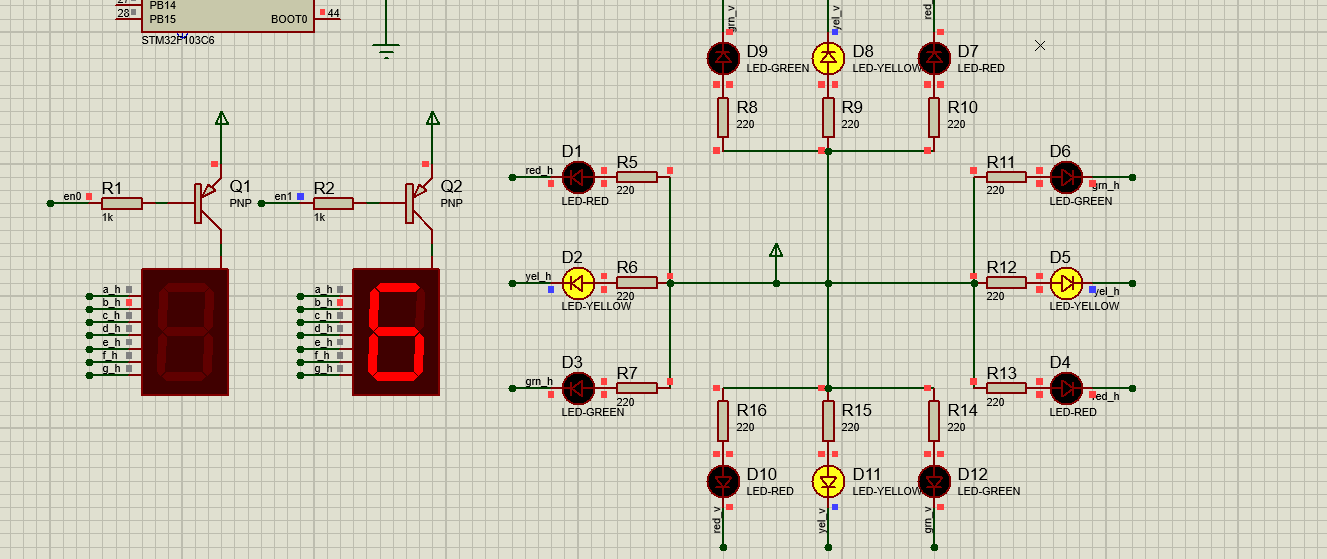 PB14
28 PB15 BOOT0 44
STM32F103C6
grn_v yel_v red_
D9 D8 D7
LED-GREEN LED-YELLOW LED-RED
R8 R9 R10
220 220 220
en0 R1 Q1 en1 R2 Q2
1k PNP 1k PNP
red_h D1 R5 R11 D6
220 220 grn_h
LED-RED LED-GREEN
yel_h D2 R6 R12 D5
220 220 yel_h
LED-YELLOW LED-YELLOW
a_h a_h
b_h b_h
c_h c_h
d_h d_h
e_h e_h
f_h f_h
g_h g_h
6
grn_h D3 R7 R13 D4
220 220 red_h
LED-GREEN LED-RED
R16 R15 R14
220 220 220
D10 D11 D12
LED-RED LED-YELLOW LED-GREEN
red_v yel_v grn_v